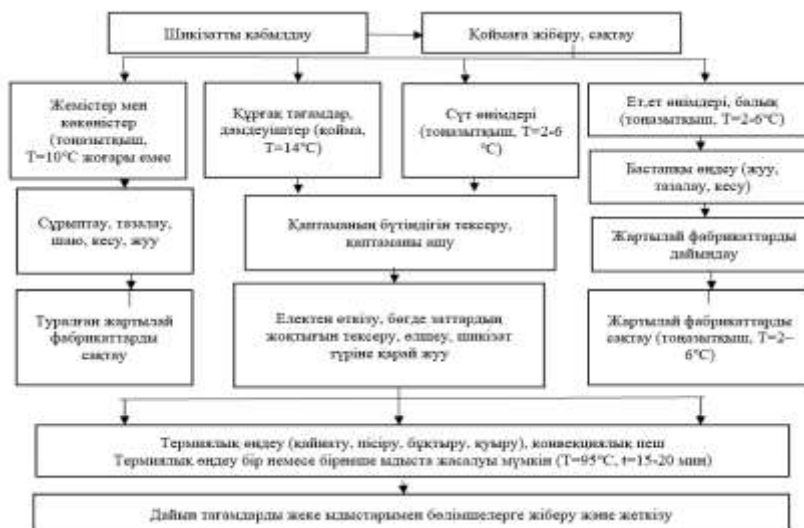 Шикізатты қабылдау
Қоймаға жіберу, сақтау
Жемістер мен
көкөністер
(тоңазытқыш,
T=10°C жоғары емес
Құрғақ тағамдар,
дәмдеуіштер (қойма,
T=14°C)
Сүт өнімдері
(тоңазытқыш, T=2-6
°C)
Ет,ет өнімдері, балық
(тоңазытқыш, T=2-6°C)
Бастапқы өңдеу (жуу,
тазалау, кесу)
Сұрыптау, тазалау,
шаю, кесу, жуу
Қаптаманың бүтіндігін тексеру,
қаптаманы ашу
Жартылай фабрикаттарды
дайындау
Туралған жартылай
фабрикаттарды
сақтау
Електен өткізу, бөгде заттардың
жоқтығын тексеру, өлшеу, шикізат
түріне қарай жуу
Жартылай фабрикаттарды
сақтау (тоңазытқыш, T=2–
6°C)
Термиялық өңдеу (қайнату, пісіру, бұқтыру, қуыру), конвекциялық пеш
Термиялық өңдеу бір немесе бірнеше ыдыста жасалуы мүмкін (T=95°C, t=15-20 мин)
Дайын тағамдарды жеке ыдыстарымен бөлімшелерге жіберу және жеткізу